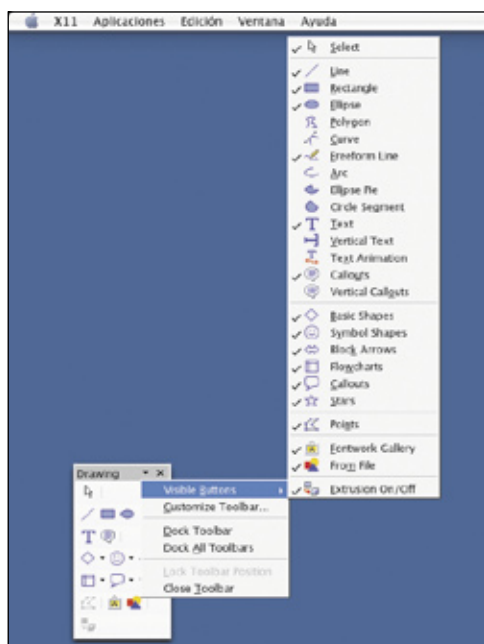 X11 Aplicaciones Edición Ventana Ayuda
Select
Line
Rectangle
Ellipse
Polygon
Curve
Freeform Line
Arc
Ellipse Pie
Circle Segment
Text
Vertical Text
Text Animation
Callouts
Vertical Callouts
Basic Shapes
Symbol Shapes
Block Arrows
Flowcharts
Callouts
Stars
Points
Fontwork Gallery
From File
Extrusion On/Off
Drawing
Visible Buttons
Customize Toolbar...
Dock Toolbar
Dock All Toolbars
Lock Toolbar Position
Close Toolbar